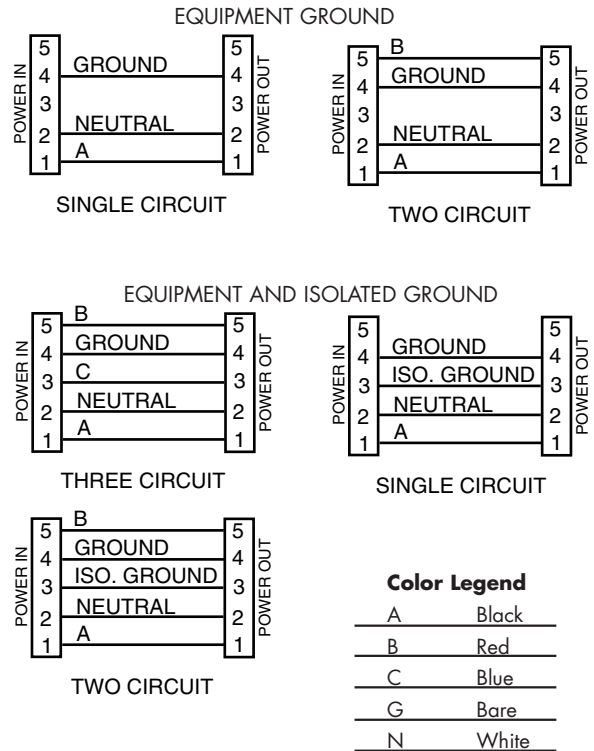 EQUIPMENT GROUND
POWER IN
5
4
3
2
1
GROUND
NEUTRAL
A
5
4
3
2
1
POWER OUT
SINGLE CIRCUIT
POWER IN
5
4
3
2
1
B
GROUND
NEUTRAL
A
5
4
3
2
1
POWER OUT
TWO CIRCUIT
EQUIPMENT AND ISOLATED GROUND
POWER IN
5
4
3
2
1
B
GROUND
C
NEUTRAL
A
5
4
3
2
1
POWER OUT
THREE CIRCUIT
POWER IN
5
4
3
2
1
GROUND
ISO. GROUND
NEUTRAL
A
5
4
3
2
1
POWER OUT
SINGLE CIRCUIT
POWER IN
5
4
3
2
1
B
GROUND
ISO. GROUND
NEUTRAL
A
5
4
3
2
1
POWER OUT
TWO CIRCUIT
Color Legend
A Black
B Red
C Blue
G Bare
N White